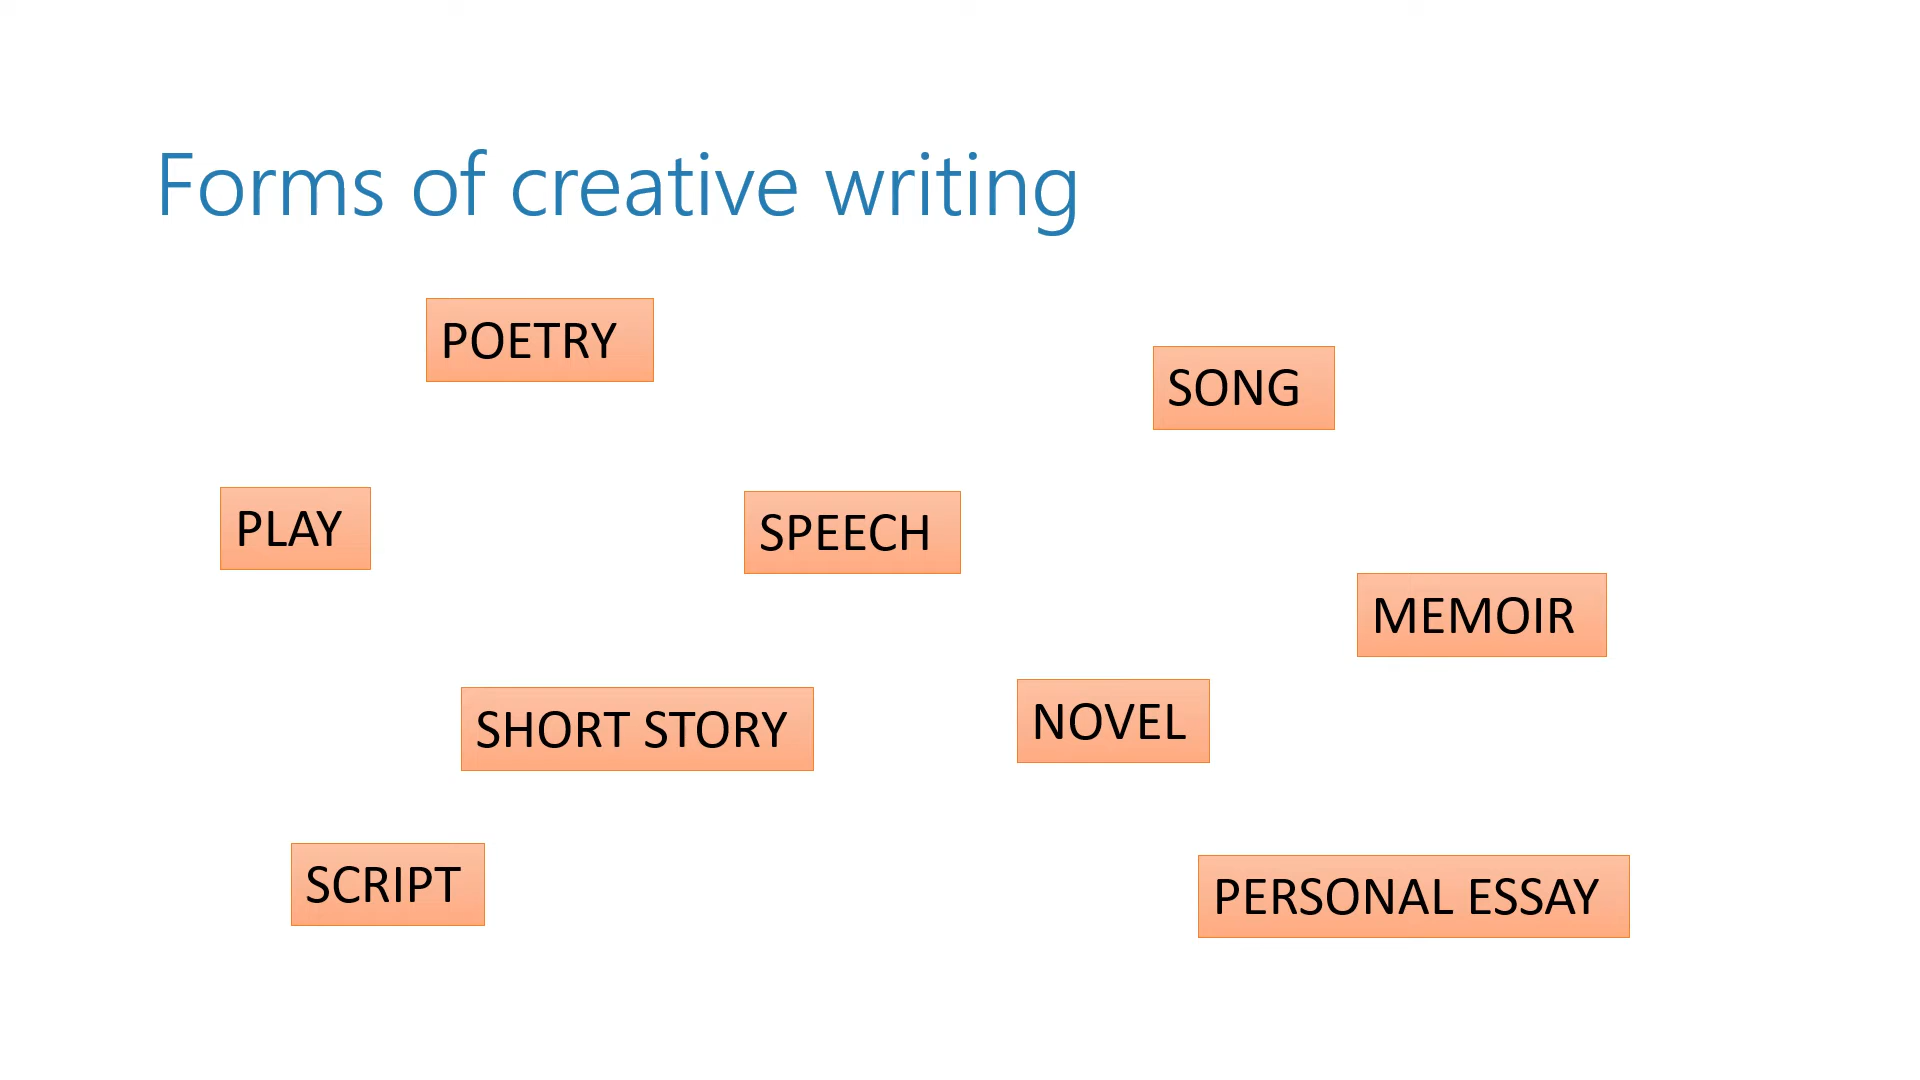 Forms of creative writing
POETRY
SONG
PLAY
SPEECH
MEMOIR
SHORT STORY
NOVEL
SCRIPT
PERSONAL ESSAY